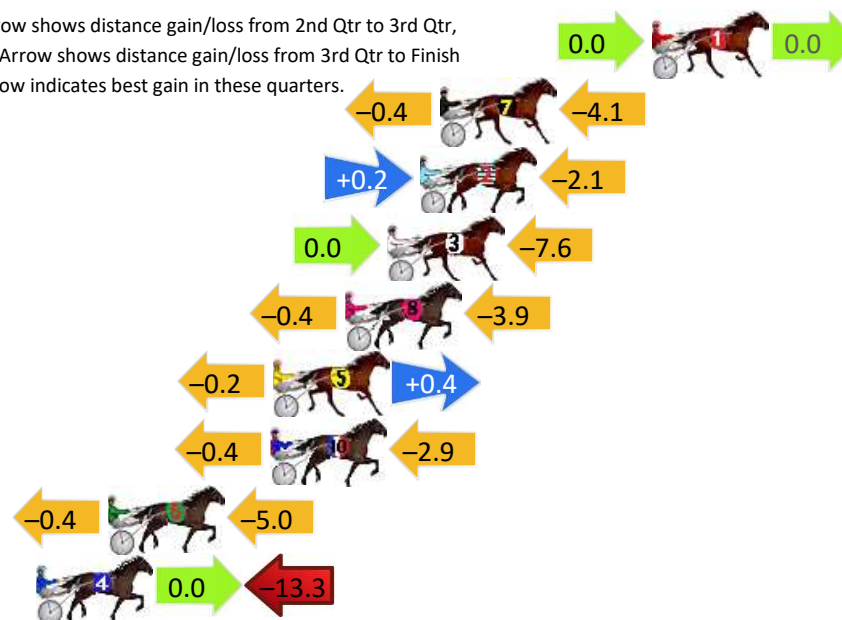 row shows distance gain/loss from 2nd Qtr to 3rd Qtr,
Arrow shows distance gain/loss from 3rd Qtr to Finish
ow indicates best gain in these quarters.
0.0 1 0.0
–0.4 7 –4.1
+0.2 2 –2.1
0.0 3 –7.6
–0.4 8 –3.9
–0.2 5 +0.4
–0.4 10 –2.9
–0.4 6 –5.0
4 0.0 –13.3